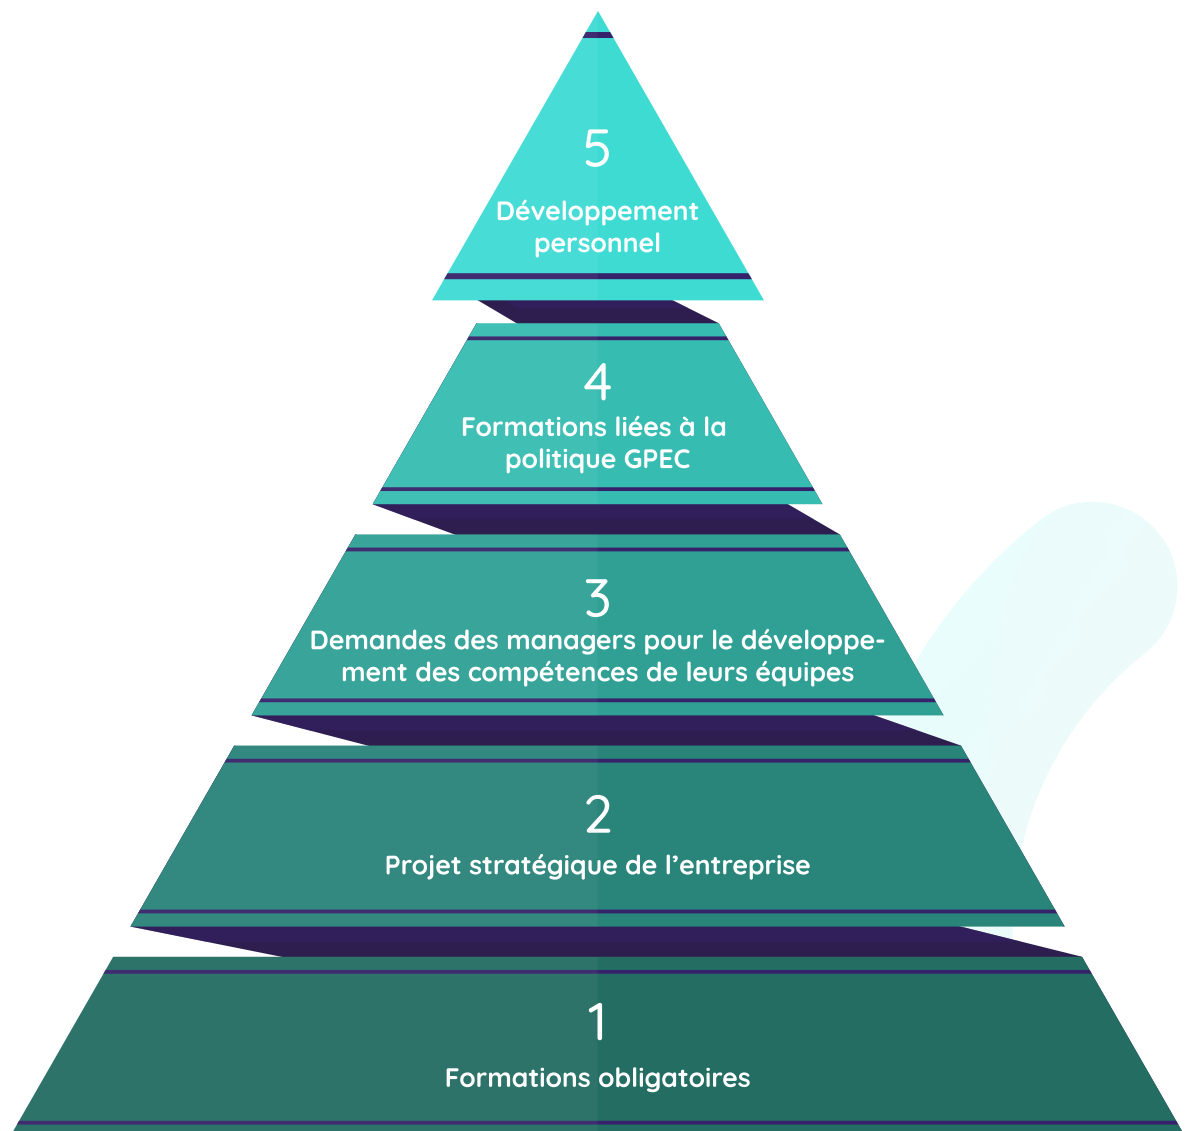 5
Développement
personnel
4
Formations liées à la
politique GPEC
3
Demandes des managers pour le développe-
ment des compétences de leurs équipes
2
Projet stratégique de l’entreprise
1
Formations obligatoires